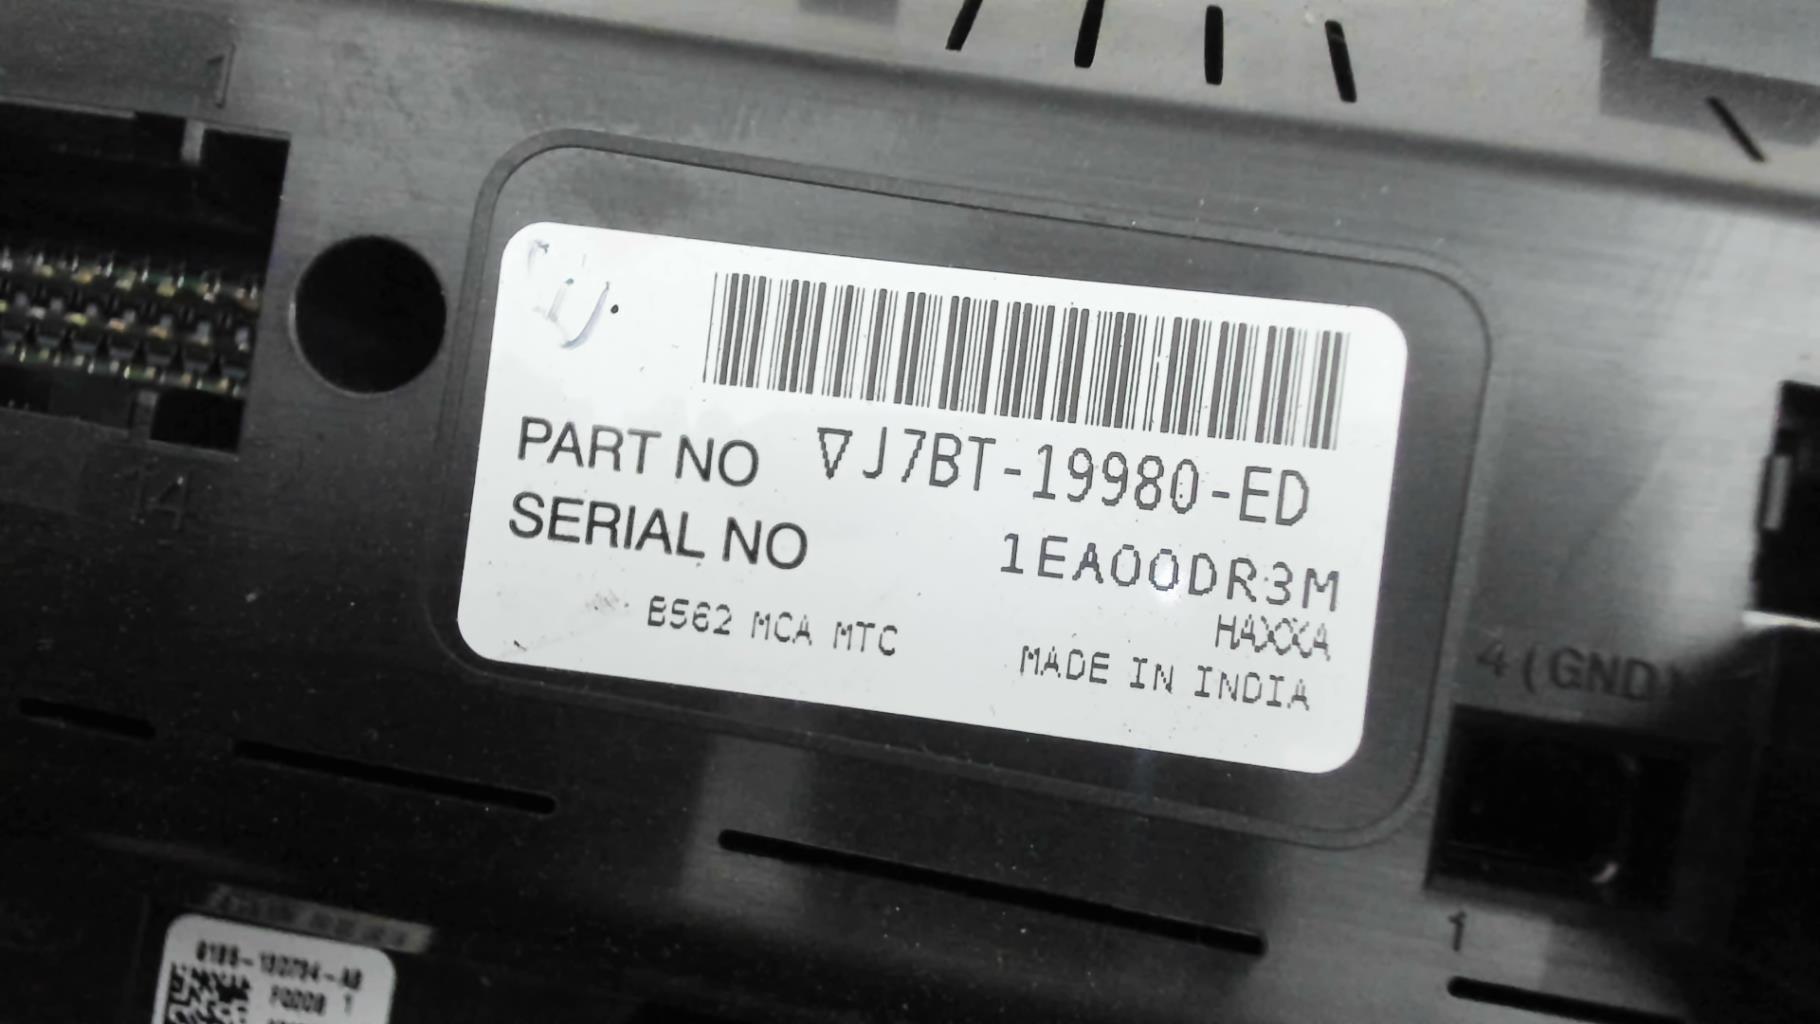 1
14
PART NO ▽J7BT-19980-ED
SERIAL NO 1EA00DR3M
HAXXXA
B562 MCA MTC
MADE IN INDIA
4(GND)
1